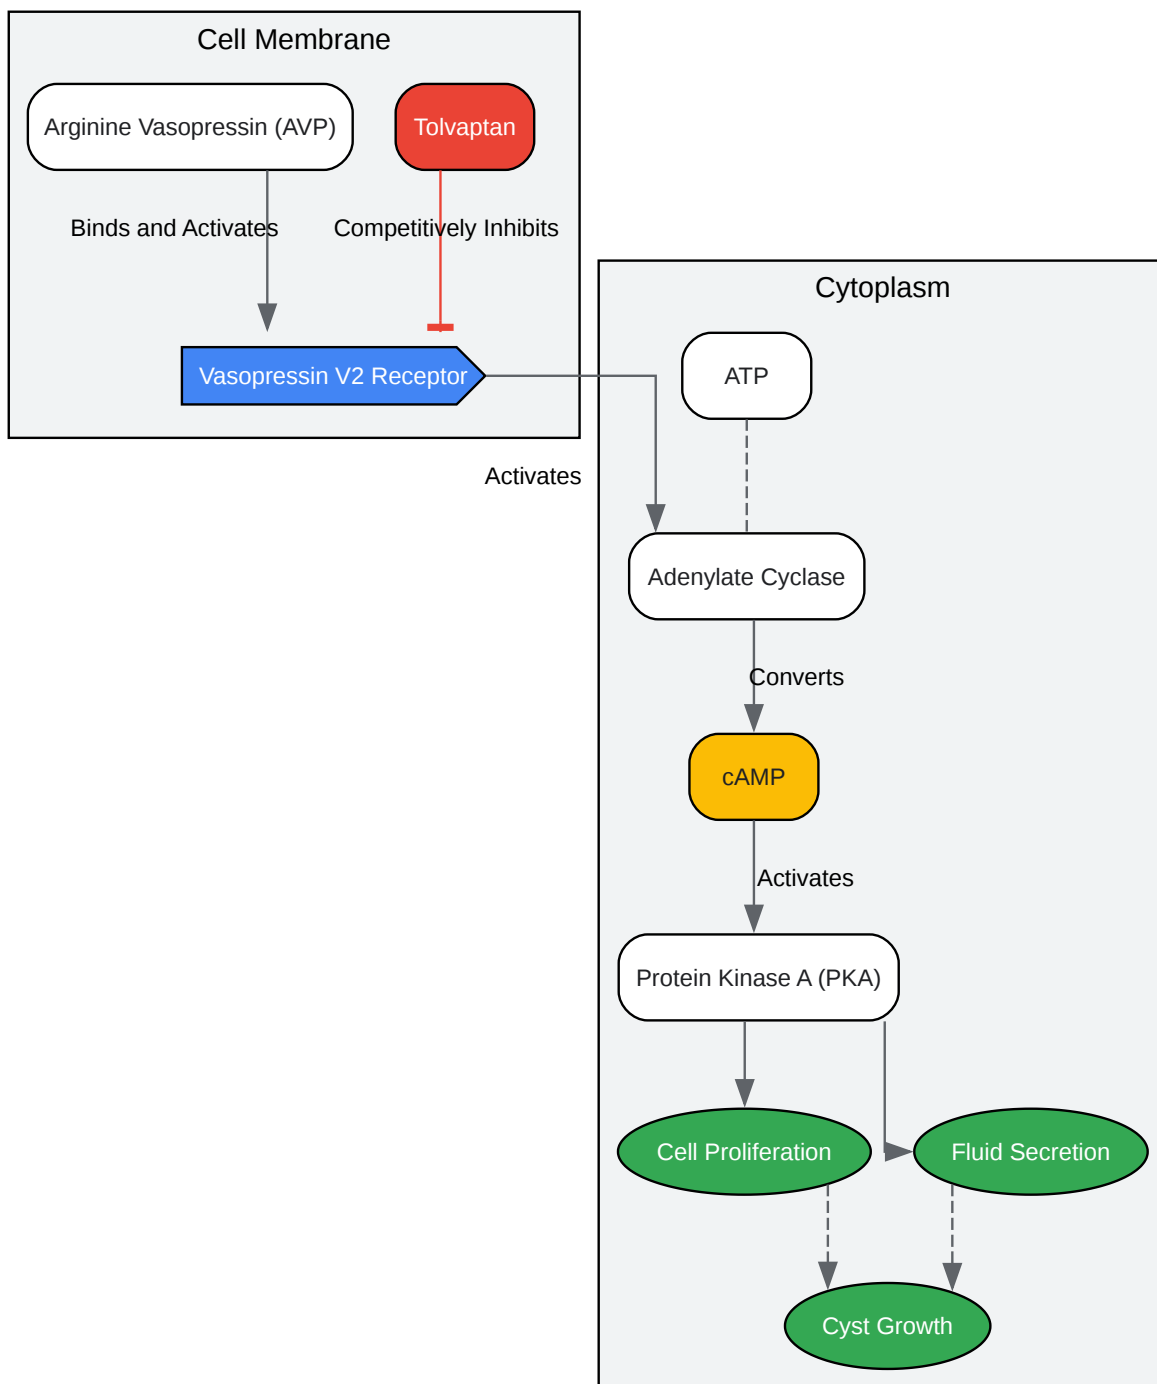 Cell Membrane
Arginine Vasopressin (AVP)
Tolvaptan
Binds and Activates
Competitively Inhibits
Vasopressin V2 Receptor
Activates
Cytoplasm
ATP
Adenylate Cyclase
Converts
cAMP
Activates
Protein Kinase A (PKA)
Cell Proliferation
Fluid Secretion
Cyst Growth